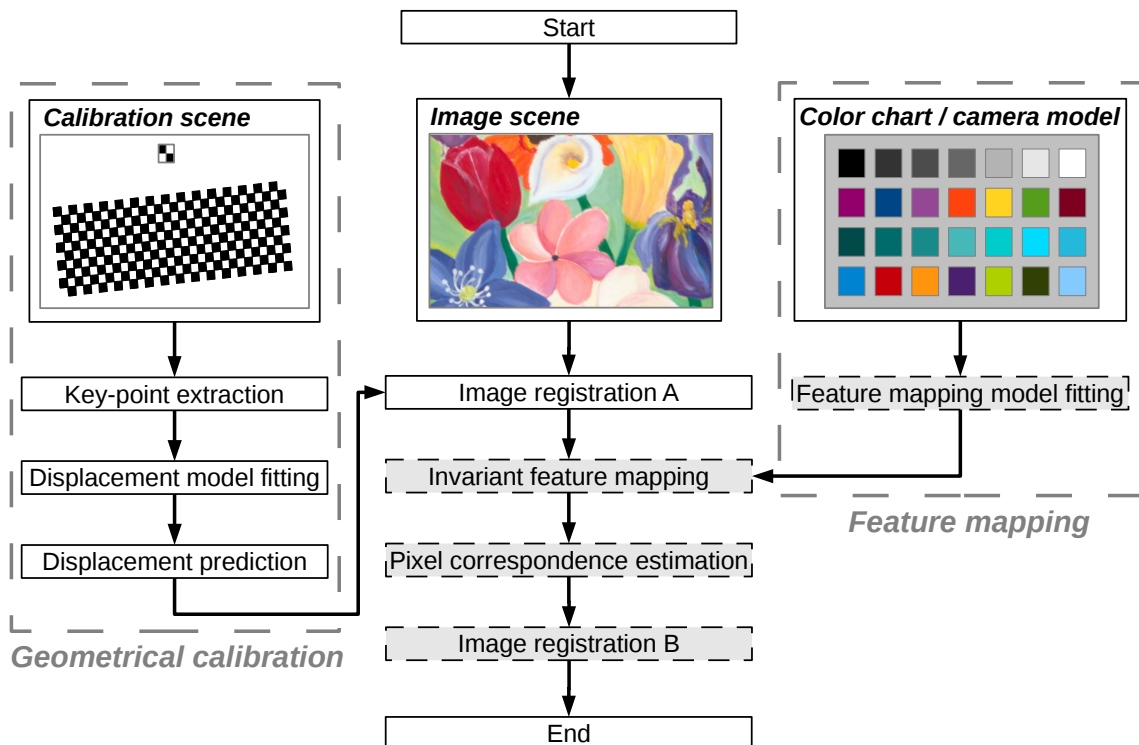 Start
Calibration scene
Image scene
Color chart / camera model
Key-point extraction
Image registration A
Feature mapping model fitting
Displacement model fitting
Invariant feature mapping
Feature mapping
Displacement prediction
Pixel correspondence estimation
Geometrical calibration
Image registration B
End